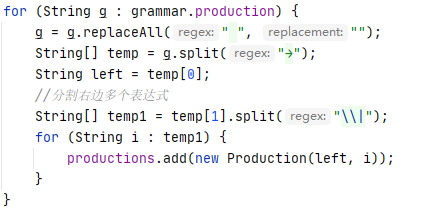 for (String g : grammar.production) {
g = g.replaceAll( regex: " ", replacement: "");
String[] temp = g.split( regex: "→");
String left = temp[0];
//分割右边多个表达式
String[] temp1 = temp[1].split( regex: "\\|");
for (String i : temp1) {
productions.add(new Production(left, i));
}
}